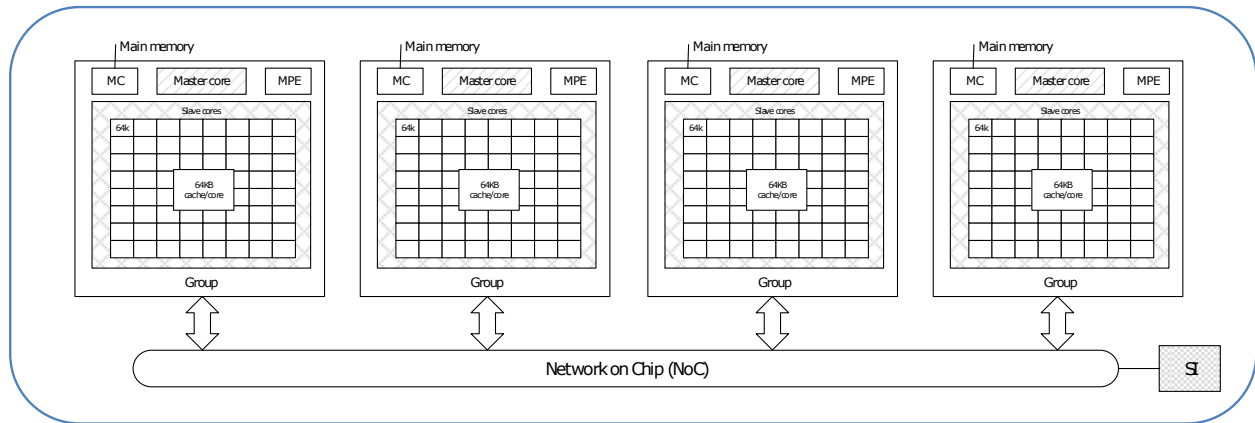 Main memory
Main memory
Main memory
Main memory
MC Master core MPE
MC Master core MPE
MC Master core MPE
MC Master core MPE
Slave cores
Slave cores
Slave cores
Slave cores
64k
64k
64k
64k
64KB
cache/core
64KB
cache/core
64KB
cache/core
64KB
cache/core
Group
Group
Group
Group
Network on Chip (NoC)
SI